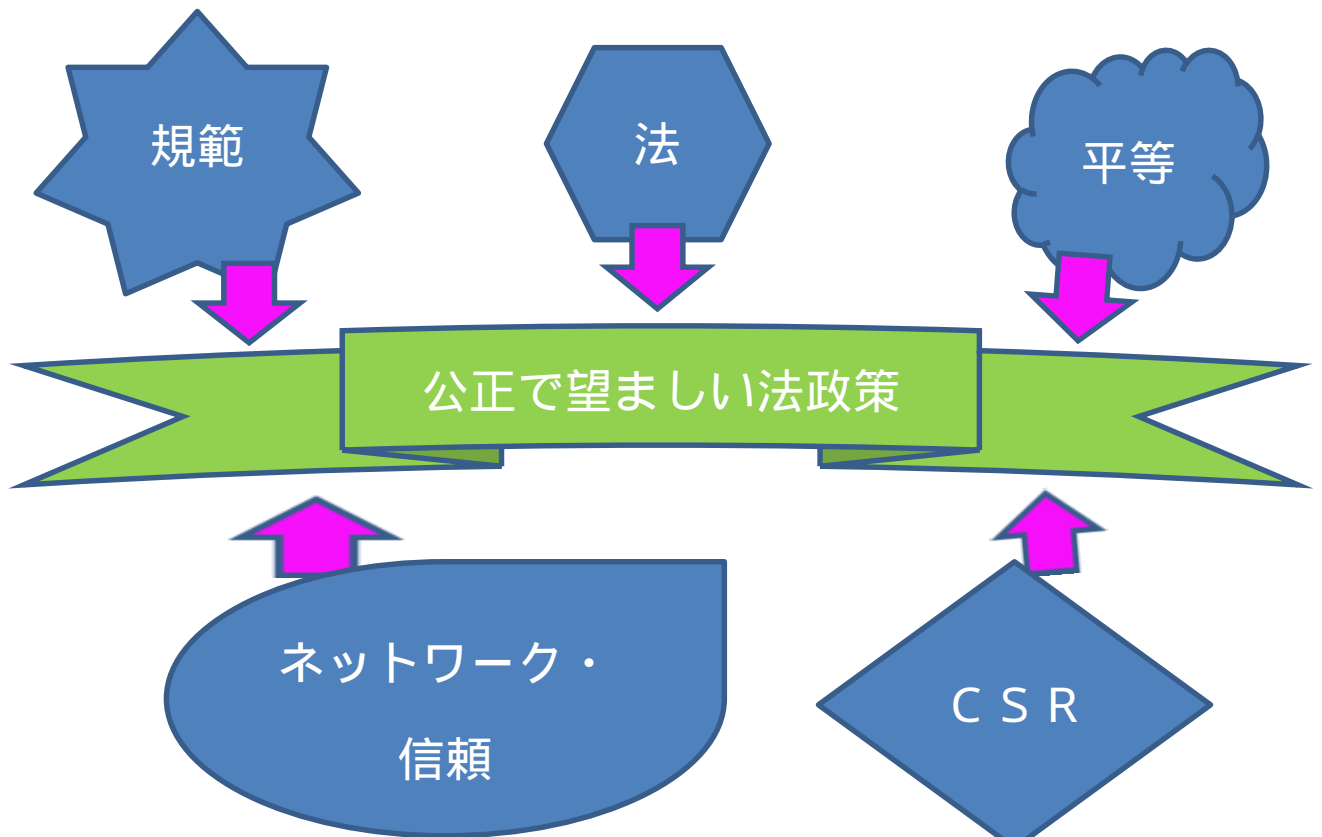 規範
法
平等
公正で望ましい法政策
ネットワーク・
信頼
ＣＳＲ